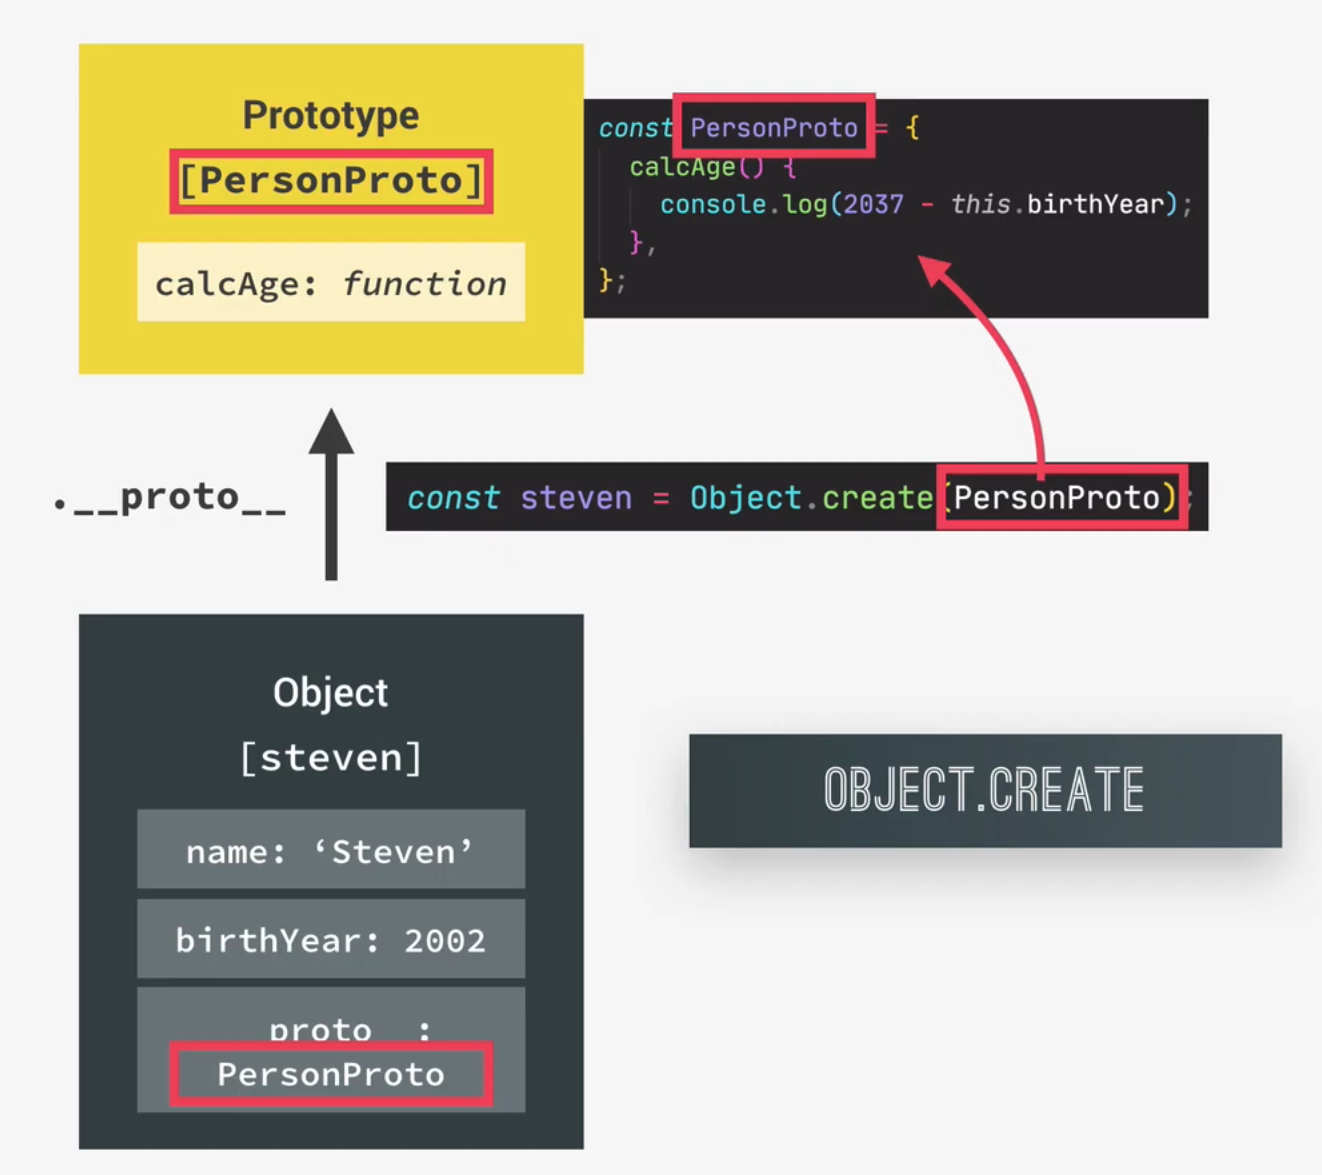 Prototype
[PersonProto]
calcAge: function
const PersonProto = {
calcAge() {
console.log(2037 - this.birthYear);
},
};
.__proto__
const steven = Object.create(PersonProto);
Object
[steven]
name: ‘Steven’
birthYear: 2002
__proto__:
PersonProto
OBJECT.CREATE